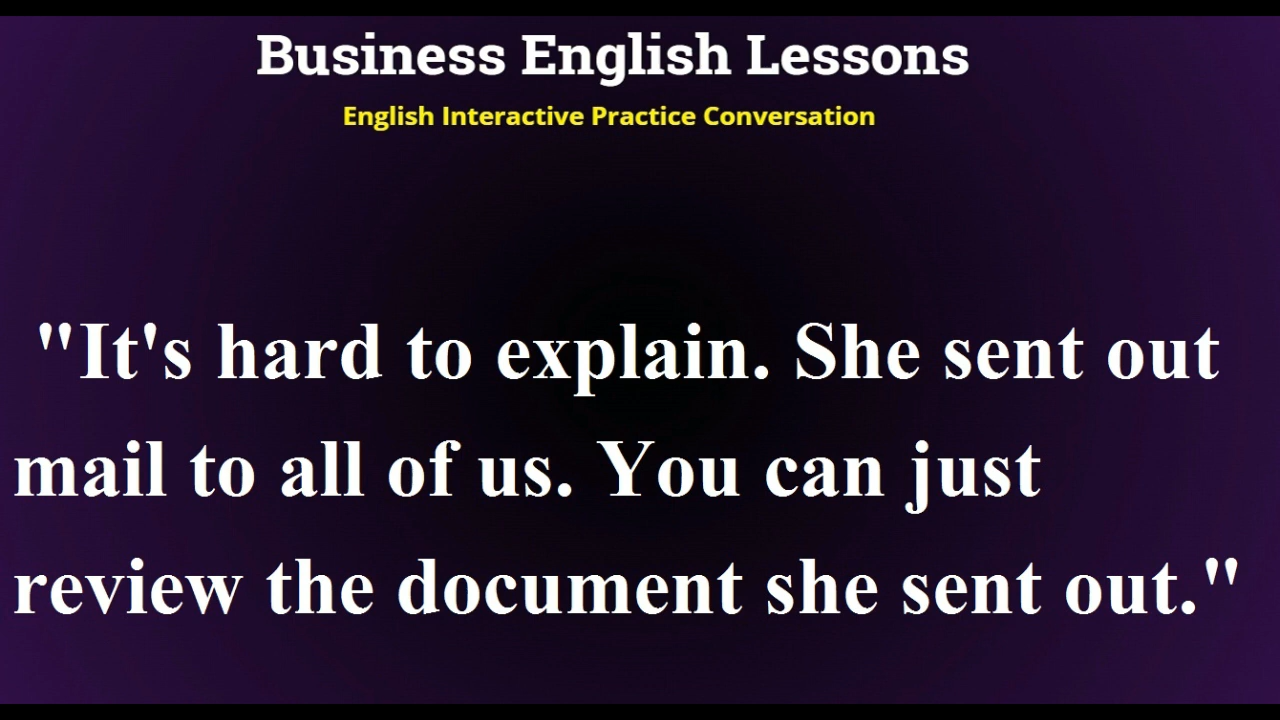 Business English Lessons
English Interactive Practice Conversation
"It's hard to explain. She sent out
mail to all of us. You can just
review the document she sent out."